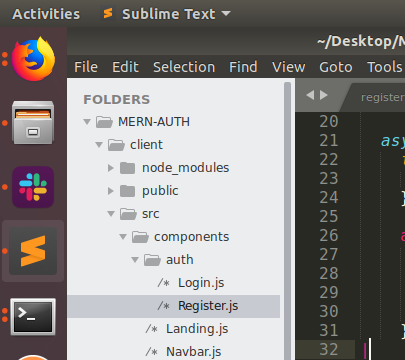 Activities Sublime Text
~/Desktop/M
File Edit Selection Find View Goto Tools
FOLDERS
MERN-AUTH
client
node_modules
public
src
components
auth
/* Login.js
/* Register.js
/* Landing.js
/* Navbar.js
register
20
21 asy
22
23
24 }
25
26 a
27
28
29
30
31 }
32